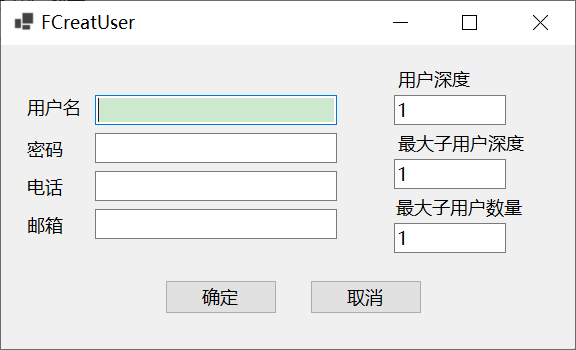 FCreatUser
用户名
密码
电话
邮箱
用户深度
1
最大子用户深度
1
最大子用户数量
1
确定
取消